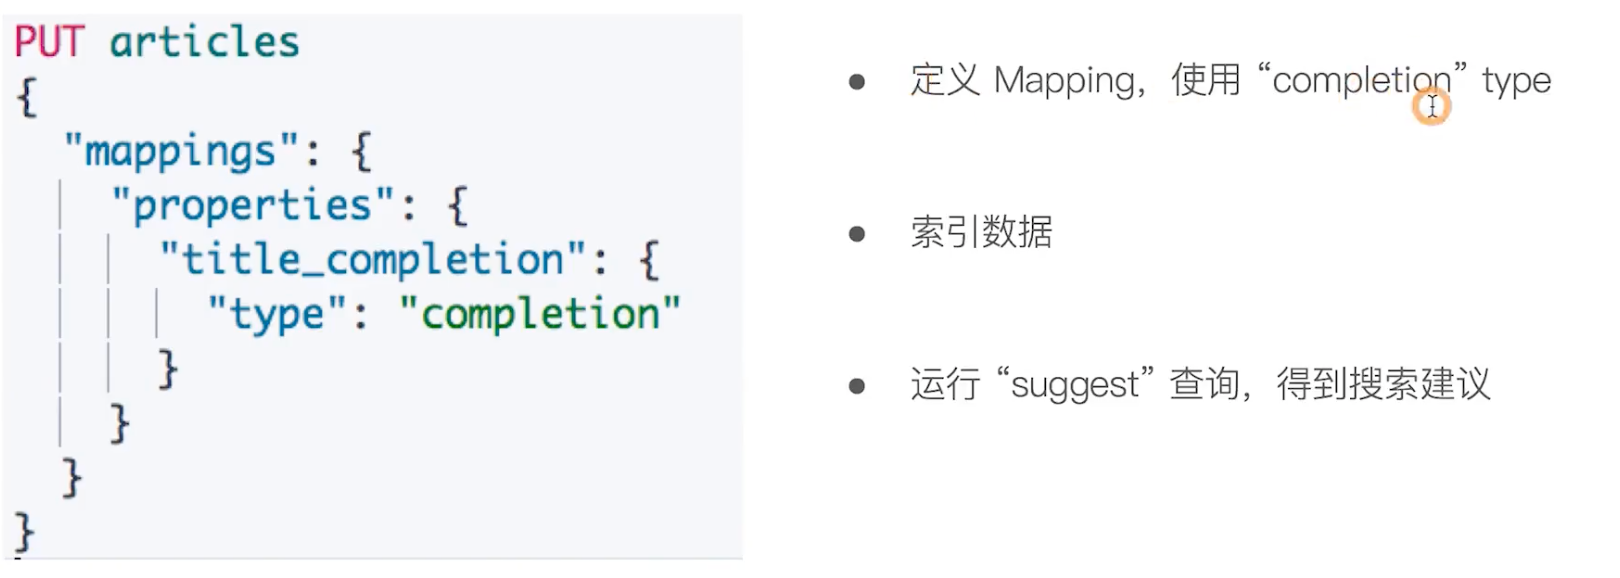 PUT articles
{
"mappings": {
"properties": {
"title_completion": {
"type": "completion"
}
}
}
}
定义 Mapping，使用 “completion” type
索引数据
运行 “suggest” 查询，得到搜索建议